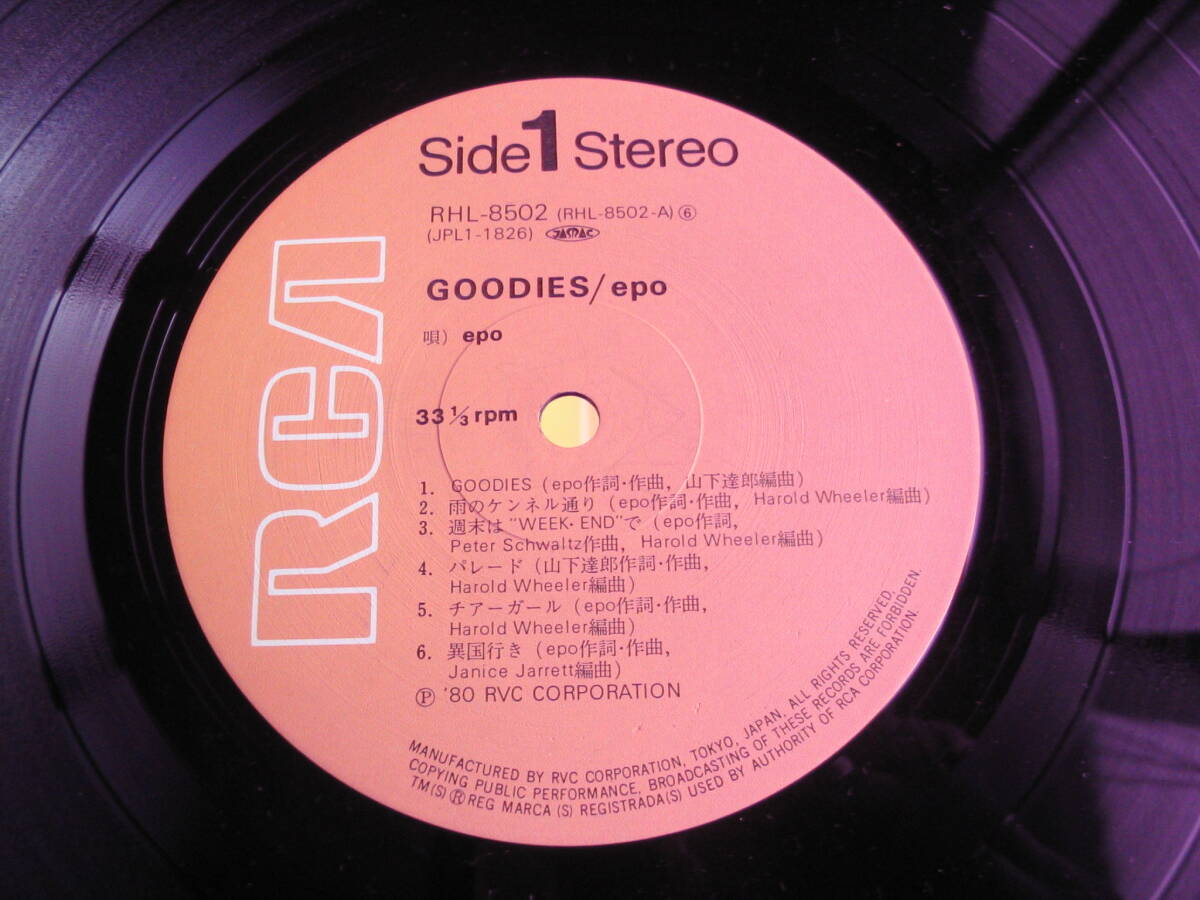 Side 1 Stereo
RHL-8502 (RHL-8502-A) ⑥
(JPL1-1826) JASRAC
GOODIES/epo
唄) epo
33 1/3 rpm
1. GOODIES (epo作詞·作曲, 山下達郎編曲)
2. 雨のケンネル通り (epo作詞·作曲, Harold Wheeler編曲)
3. 週末は "WEEK·END"で (epo作詞,
Peter Schwaltz作曲, Harold Wheeler編曲)
4. パレード (山下達郎作詞·作曲,
Harold Wheeler編曲)
5. チアーガール (epo作詞·作曲,
Harold Wheeler編曲)
6. 異国行き (epo作詞·作曲,
Janice Jarrett編曲)
Ⓟ '80 RVC CORPORATION
MANUFACTURED BY RVC CORPORATION, TOKYO, JAPAN. ALL RIGHTS RESERVED.
COPYING PUBLIC PERFORMANCE, BROADCASTING OF THESE RECORDS ARE FORBIDDEN.
TM(S) ® REG MARCA (S) REGISTRADA(S) USED BY AUTHORITY OF RCA CORPORATION.
RCA